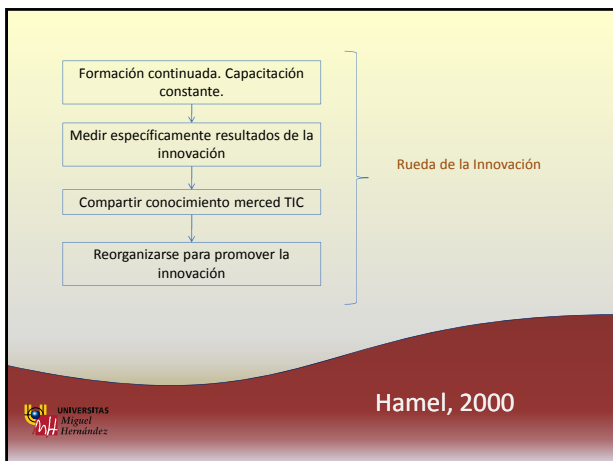 Formación continuada. Capacitación
constante.
Medir específicamente resultados de la
innovación
Rueda de la Innovación
Compartir conocimiento merced TIC
Reorganizarse para promover la
innovación
Hamel, 2000
UNIVERSITAS
Miguel
Hernández